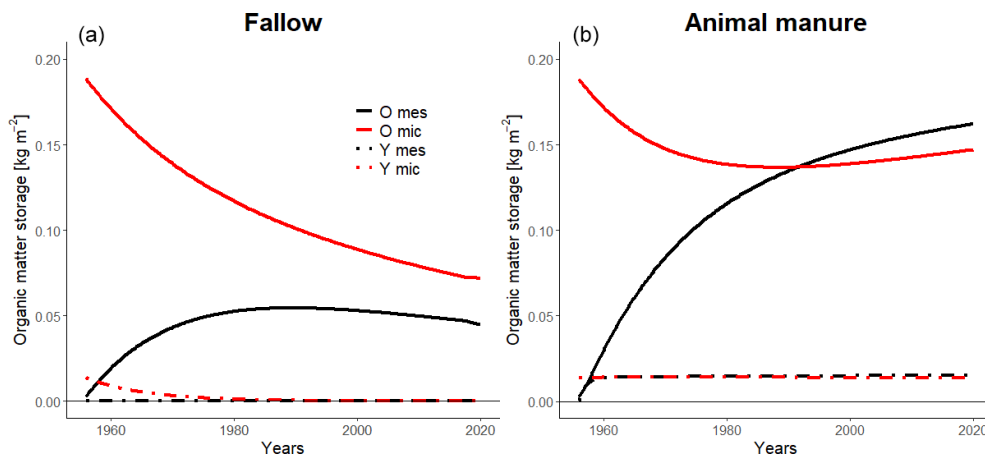 Fallow
(a)
Organic matter storage [kg m⁻²]
0.20
0.15
0.10
0.05
0.00
O mes
O mic
Y mes
Y mic
1960
1980
2000
2020
Years
Animal manure
(b)
Organic matter storage [kg m⁻²]
0.20
0.15
0.10
0.05
0.00
1960
1980
2000
2020
Years